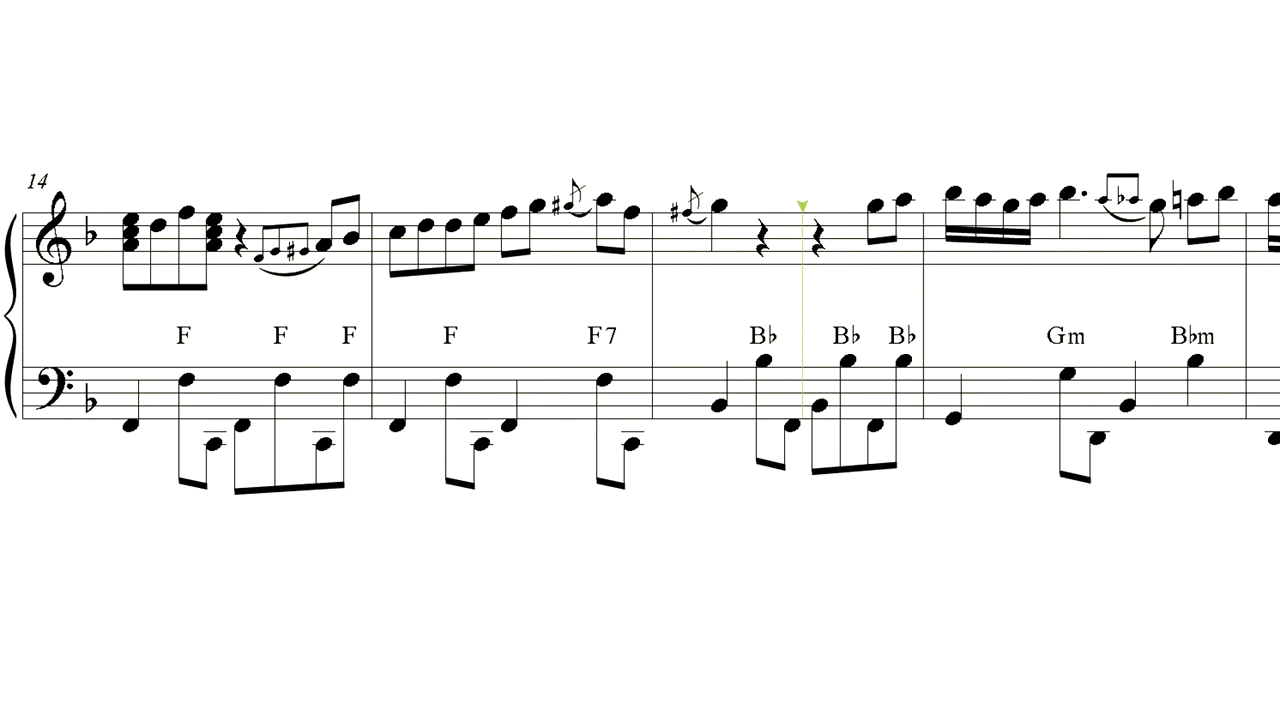 14
F F F F F7 B♭ B♭ B♭ Gm B♭m